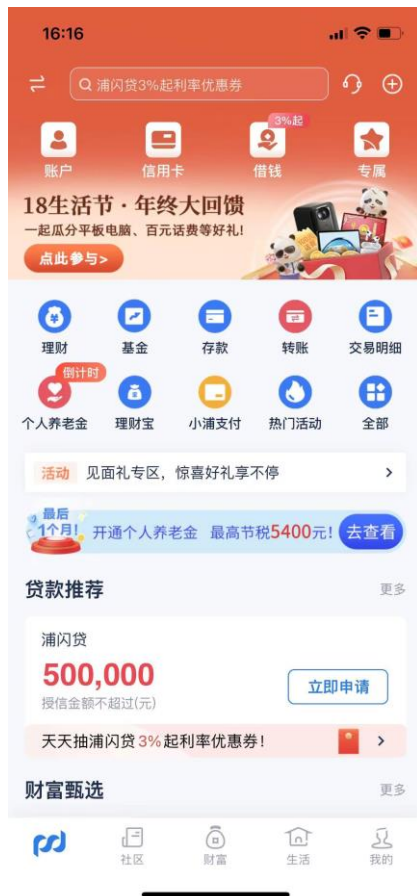 16:16
浦闪贷3%起利率优惠券
3%起
账户
信用卡
借钱
专属
18生活节·年终大回馈
一起瓜分平板电脑、百元话费等好礼!
点此参与>
理财
基金
存款
转账
交易明细
倒计时
个人养老金
理财宝
小浦支付
热门活动
全部
活动 见面礼专区，惊喜好礼享不停
最后
1个月!
开通个人养老金 最高节税5400元!
去查看
贷款推荐
更多
浦闪贷
500,000
授信金额不超过(元)
立即申请
天天抽浦闪贷3%起利率优惠券!
财富甄选
更多
社区
财富
生活
我的